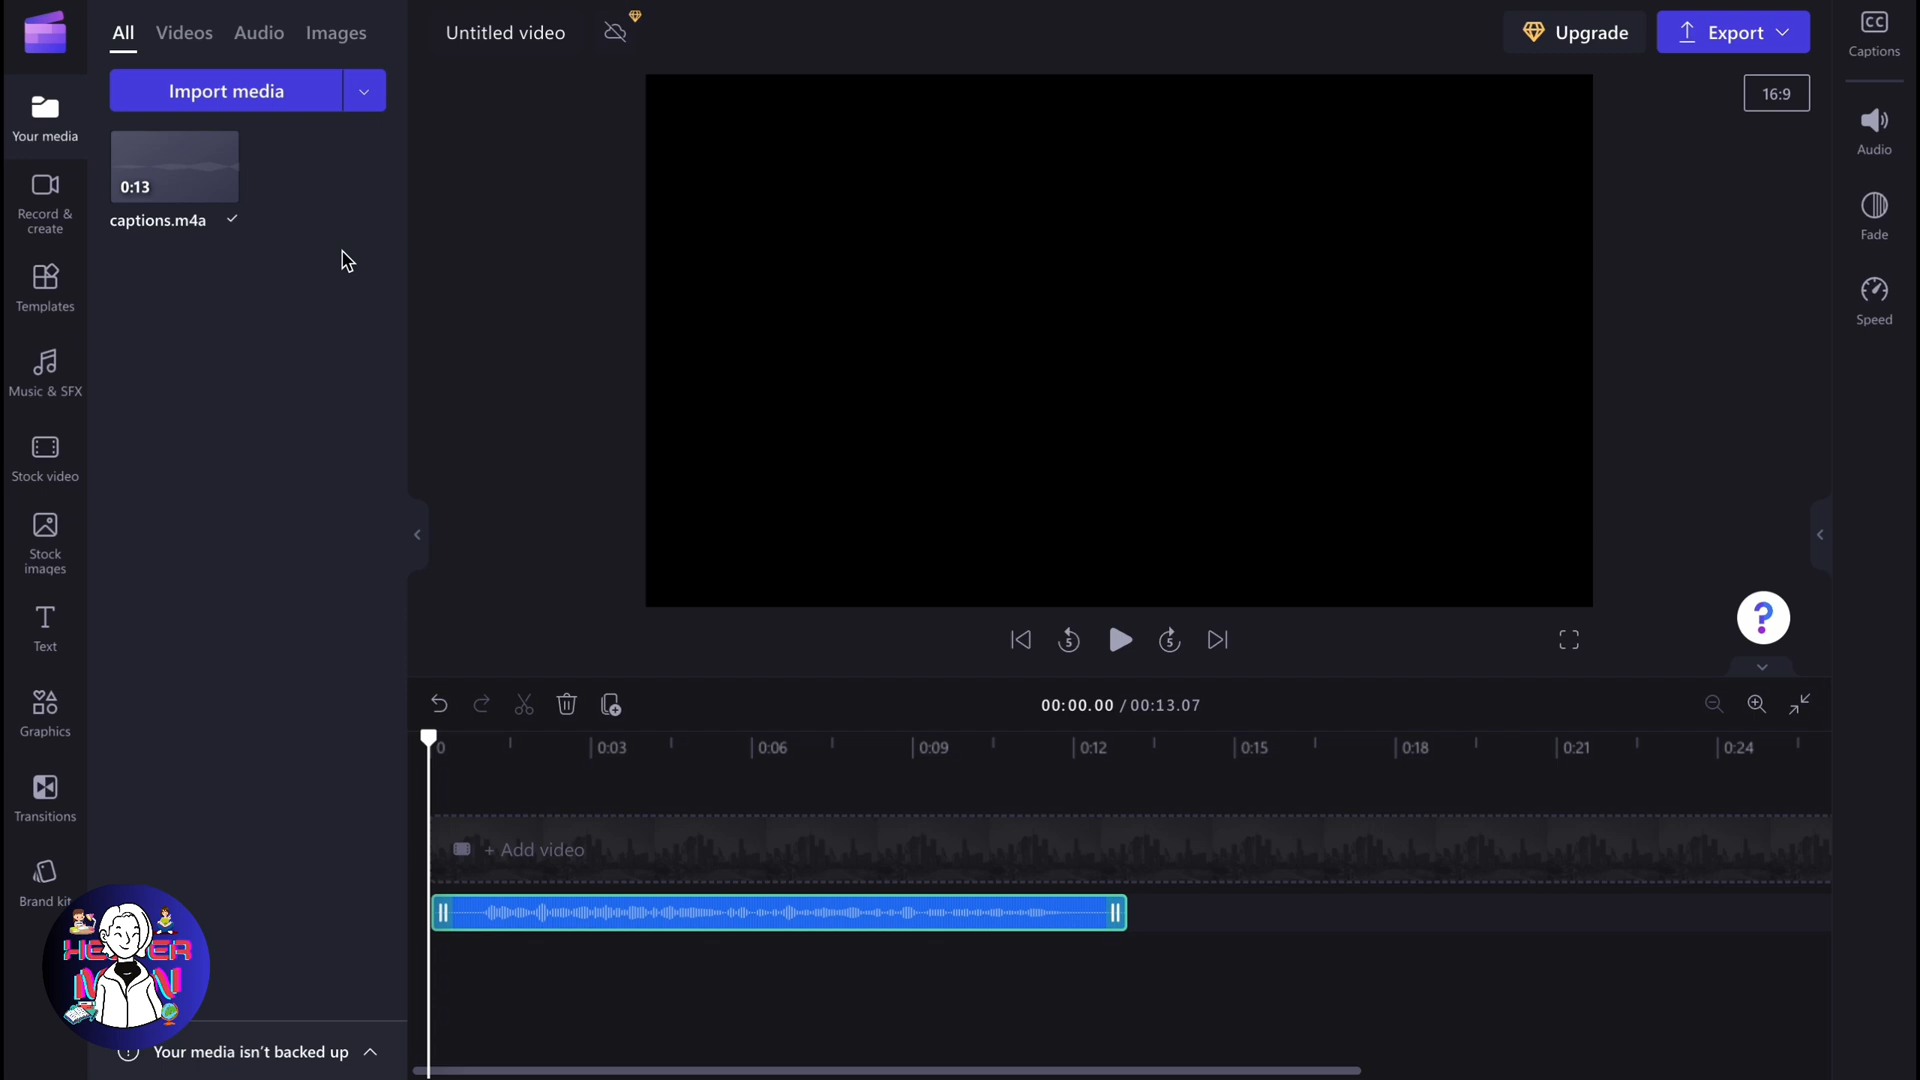 All Videos Audio Images
Import media
0:13
captions.m4a
Your media
Record &
create
Templates
Music & SFX
Stock video
Stock
images
Text
Graphics
Transitions
Brand kit
Your media isn't backed up
Untitled video
Upgrade
Export
16:9
5
5
?
00:00.00 / 00:13.07
0 0:03 0:06 0:09 0:12 0:15 0:18 0:21 0:24
+ Add video
CC
Captions
Audio
Fade
Speed